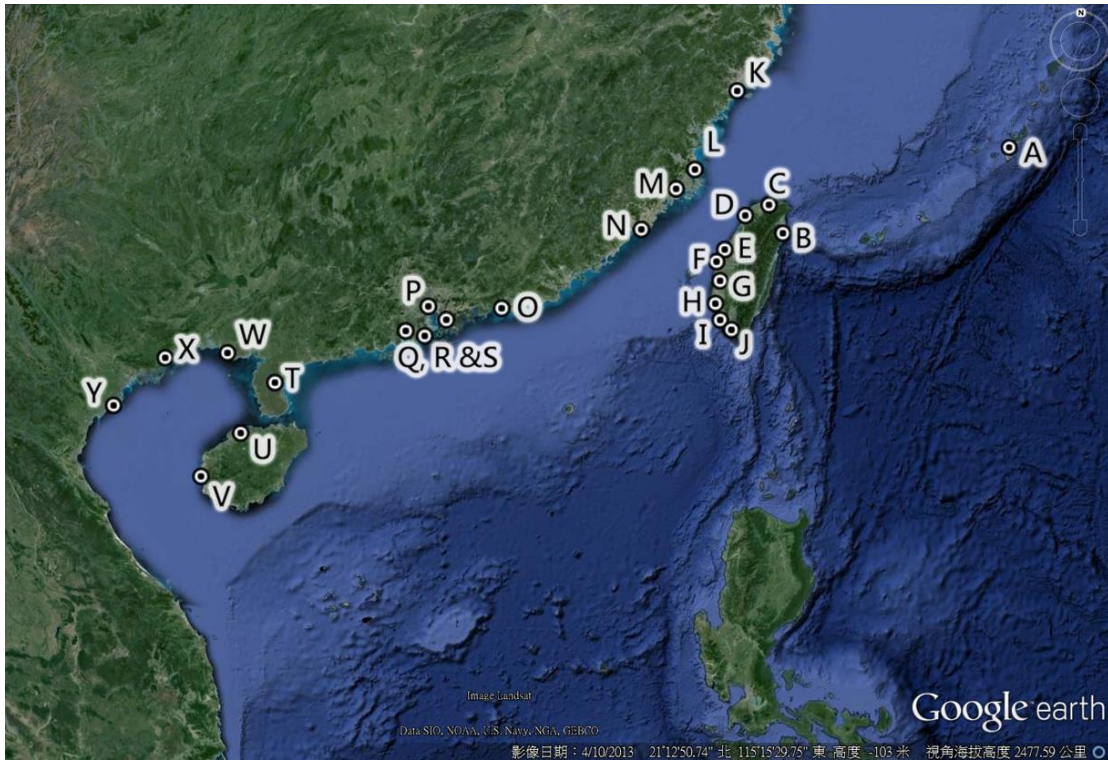 N
K
L
A
M
C
D
N
B
E
F
G
P
H
O
I
J
W
X
Q, R &S
T
Y
U
V
Image Landsat
Google earth
Data SIO, NOAA, U.S. Navy, NGA, GEBCO
影像日期：4/10/2013 21°12'50.74" 北 115°15'29.75" 東 高度 -103 米 視角海拔高度 2477.59 公里